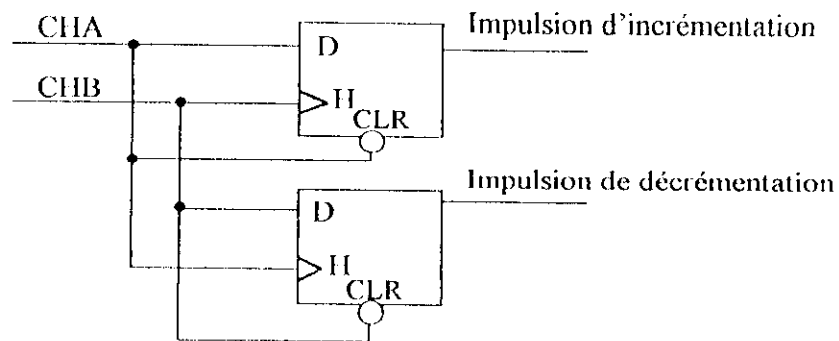 CHA
Impulsion d'incrémentation
D
CHB
H
CLR
Impulsion de décrémentation
D
H
CLR